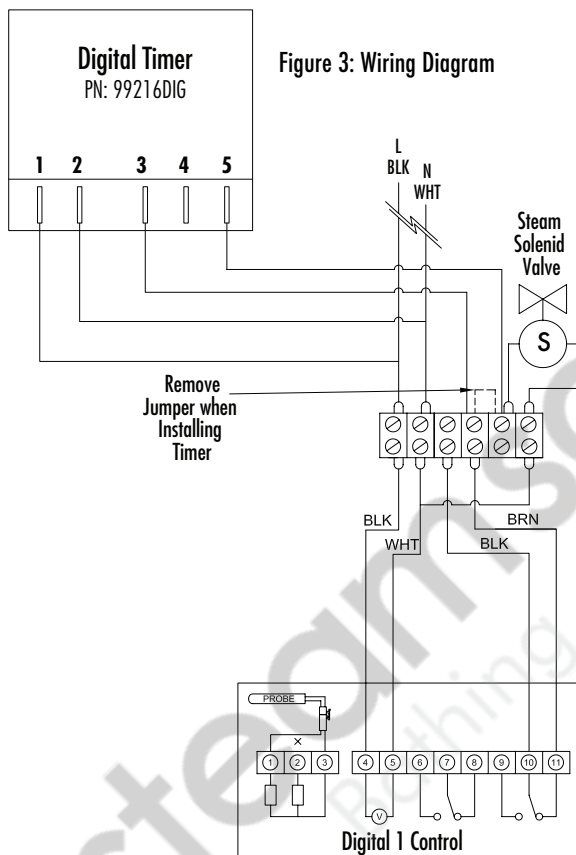 Digital Timer
PN: 99216DIG
Figure 3: Wiring Diagram
1 2 3 4 5
L
BLK
N
WHT
Steam
Solenid
Valve
S
Remove
Jumper when
Installing
Timer
BLK
WHT
BLK
BRN
PROBE
1 2 3 4 5 6 7 8 9 10 11
V
Digital 1 Control
steamso
Bathing